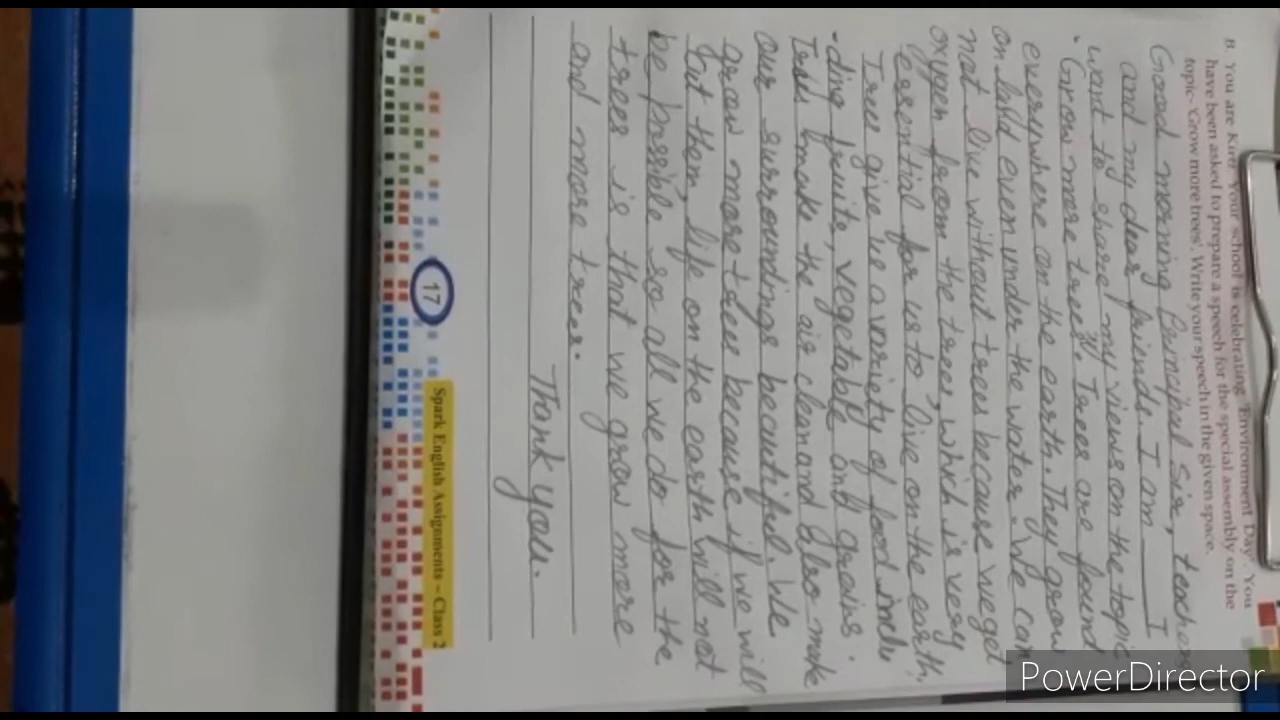 B You are Kirti. Your school is celebrating 'Environment Day'. You
have been asked to prepare a speech for the special assembly on the
topic- 'Grow more trees'. Write your speech in the given space.
Good morning Principal Sir, teachers
and my dear friends. I am ____ I
want to share my views on the topic
"Grow more trees". Trees are found
everywhere on the earth. They grow
on land even under the water. We can
not live without trees because we get
oxygen from the trees, which is very
essential for us to live on the earth.
Trees give us a variety of food inclu
-ding fruits, vegetable and grains.
Trees make the air clean and also make
our surroundings beautiful. We
grow more trees because if we will
cut them, life on the earth will not
be possible so all we do for the
trees is that we grow more
and more trees.
Thank you.
17
Spark English Assignments – Class 2
PowerDirector